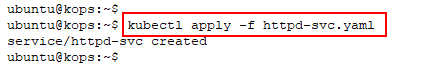 ubuntu@kops:~$
ubuntu@kops:~$ kubectl apply -f httpd-svc.yaml
service/httpd-svc created
ubuntu@kops:~$